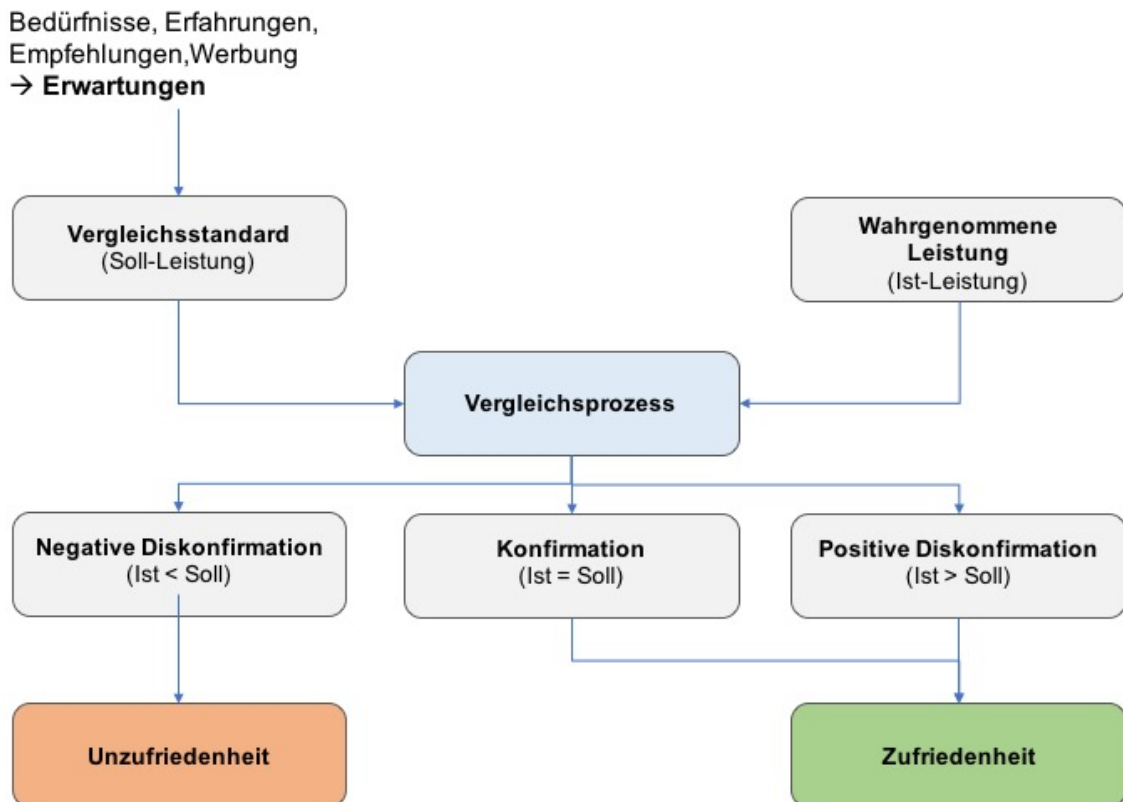 Bedürfnisse, Erfahrungen,
Empfehlungen,Werbung
→ Erwartungen
Vergleichsstandard
(Soll-Leistung)
Wahrgenommene
Leistung
(Ist-Leistung)
Vergleichsprozess
Negative Diskonfirmation
(Ist < Soll)
Konfirmation
(Ist = Soll)
Positive Diskonfirmation
(Ist > Soll)
Unzufriedenheit
Zufriedenheit